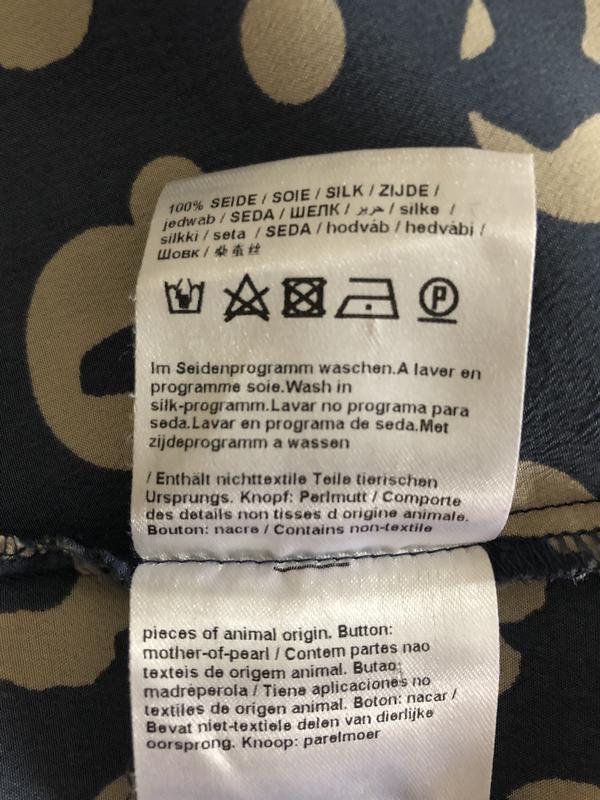 100% SEIDE / SOIE / SILK / ZIJDE /
jedwab / SEDA / ШЕЛК / حرير / silke /
silkki / seta / SEDA / hodváb / hedvábí /
Шовк / 桑蚕丝
P
Im Seidenprogramm waschen.A laver en
programme soie.Wash in
silk-programm.Lavar no programa para
seda.Lavar en programa de seda.Met
zijdeprogramm a wassen
/ Enthält nichttextile Teile tierischen
Ursprungs. Knopf: Perlmutt / Comporte
des details non tisses d origine animale.
Bouton: nacre / Contains non-textile
pieces of animal origin. Button:
mother-of-pearl / Contem partes nao
texteis de origem animal. Butao:
madréperola / Tiene aplicaciones no
textiles de origen animal. Boton: nacar /
Bevat niet-textiele delen van dierlijke
oorsprong. Knoop: parelmoer